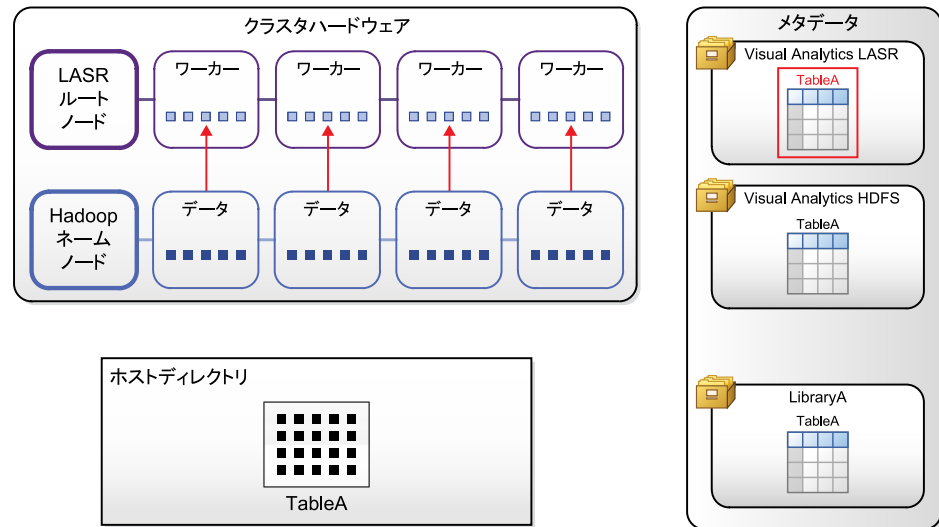 クラスタハードウェア
LASR
ルート
ノード
ワーカー
ワーカー
ワーカー
ワーカー
Hadoop
ネーム
ノード
データ
データ
データ
データ
ホストディレクトリ
TableA
メタデータ
Visual Analytics LASR
TableA
Visual Analytics HDFS
TableA
LibraryA
TableA